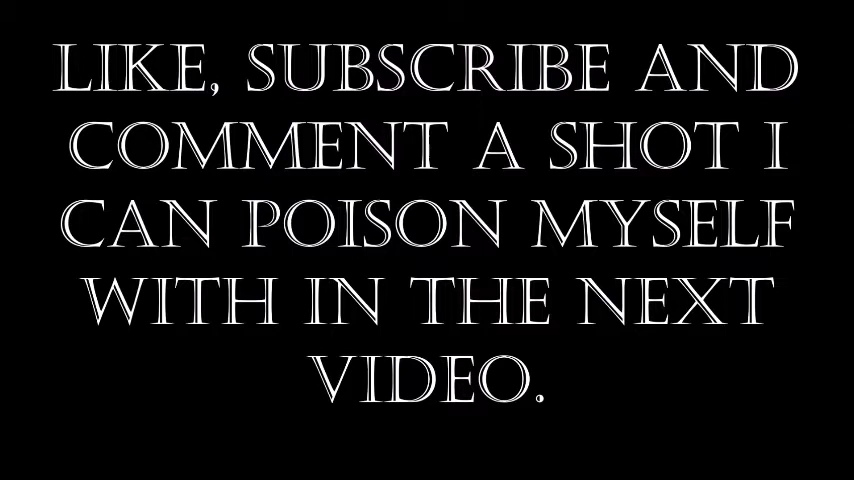 LIKE, SUBSCRIBE AND
COMMENT A SHOT I
CAN POISON MYSELF
WITH IN THE NEXT
VIDEO.